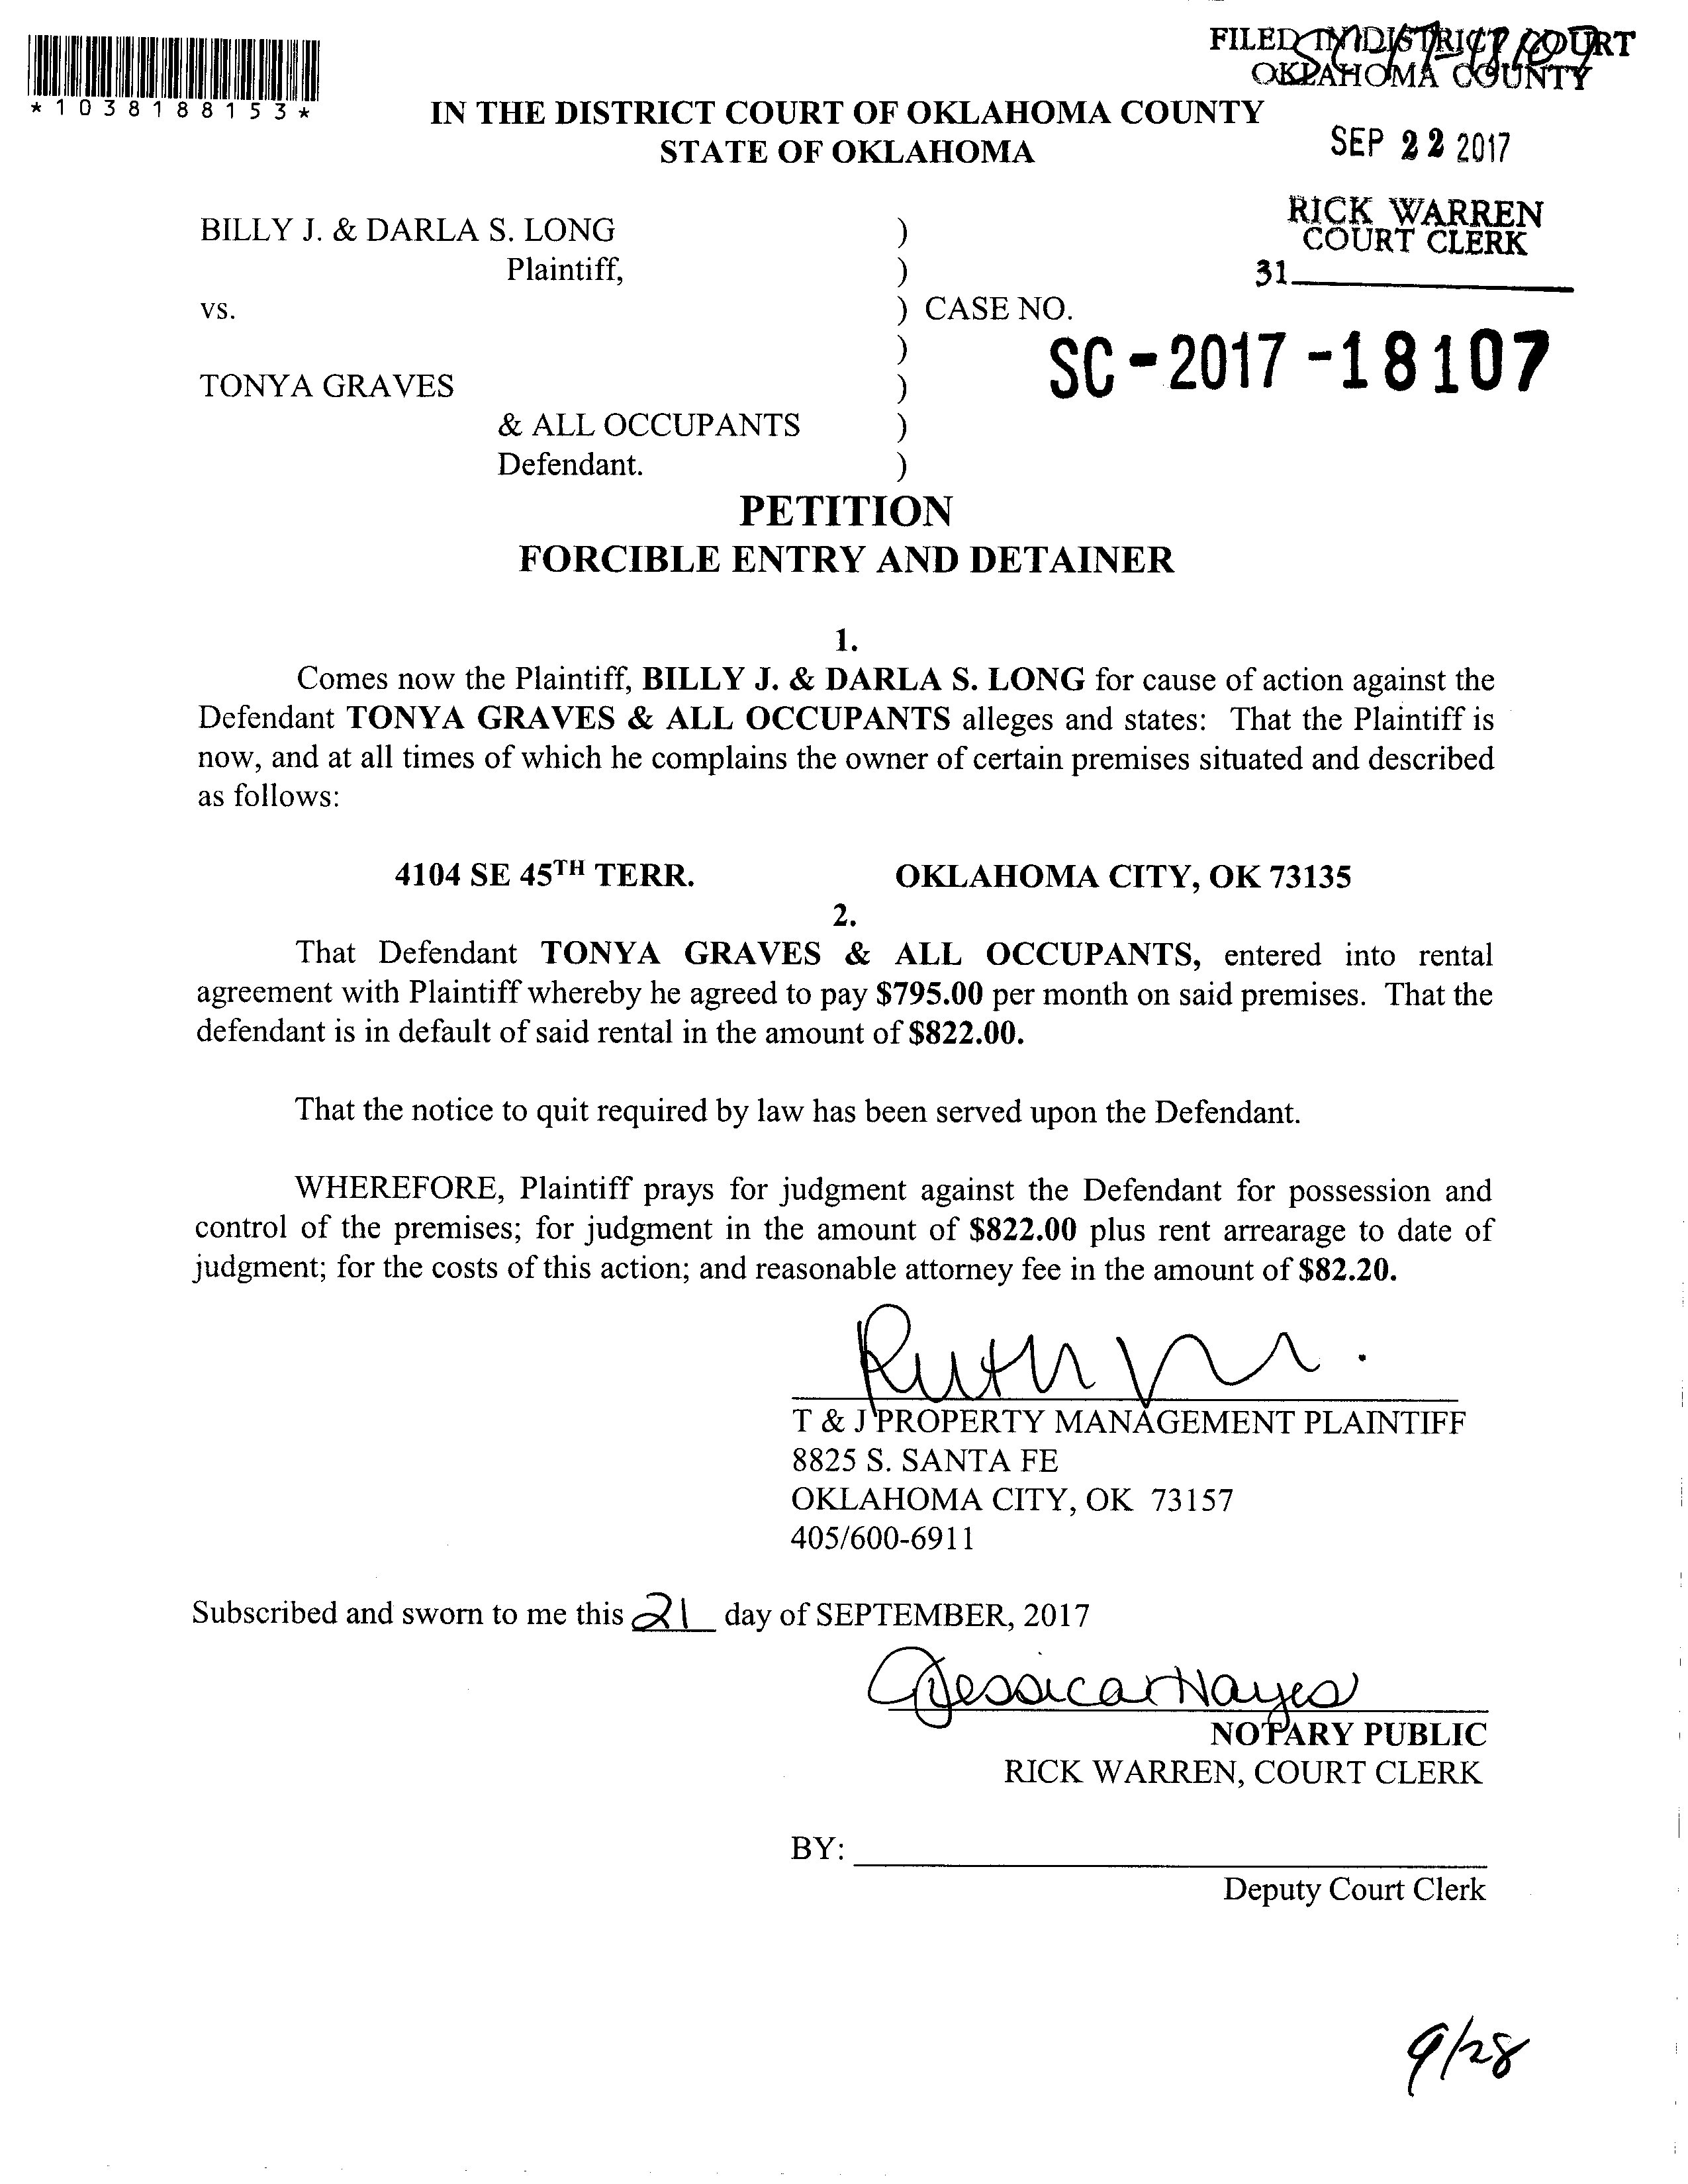 FILED IN DISTRICT COURT
OKLAHOMA COUNTY
*1038188153*
IN THE DISTRICT COURT OF OKLAHOMA COUNTY
STATE OF OKLAHOMA
SEP 22 2017
RICK WARREN
COURT CLERK
31
BILLY J. & DARLA S. LONG )
Plaintiff, )
vs. ) CASE NO.
)
SC-2017-18107
TONYA GRAVES )
& ALL OCCUPANTS )
Defendant. )
PETITION
FORCIBLE ENTRY AND DETAINER
1.
Comes now the Plaintiff, BILLY J. & DARLA S. LONG for cause of action against the
Defendant TONYA GRAVES & ALL OCCUPANTS alleges and states: That the Plaintiff is
now, and at all times of which he complains the owner of certain premises situated and described
as follows:
4104 SE 45TH TERR. OKLAHOMA CITY, OK 73135
2.
That Defendant TONYA GRAVES & ALL OCCUPANTS, entered into rental
agreement with Plaintiff whereby he agreed to pay $795.00 per month on said premises. That the
defendant is in default of said rental in the amount of $822.00.
That the notice to quit required by law has been served upon the Defendant.
WHEREFORE, Plaintiff prays for judgment against the Defendant for possession and
control of the premises; for judgment in the amount of $822.00 plus rent arrearage to date of
judgment; for the costs of this action; and reasonable attorney fee in the amount of $82.20.
Ruth
T & J PROPERTY MANAGEMENT PLAINTIFF
8825 S. SANTA FE
OKLAHOMA CITY, OK 73157
405/600-6911
Subscribed and sworn to me this 21 day of SEPTEMBER, 2017
Jessica Hayes
NOTARY PUBLIC
RICK WARREN, COURT CLERK
BY:
Deputy Court Clerk
9/28